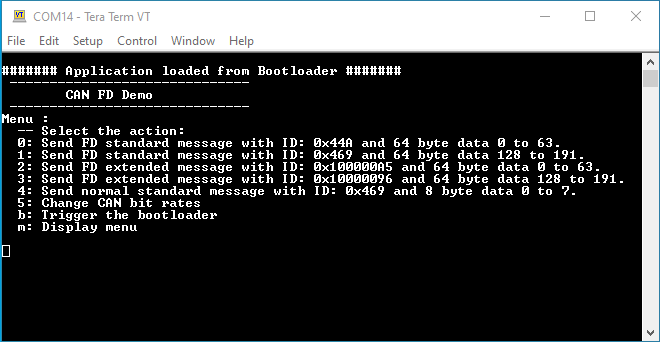 COM14 - Tera Term VT
File Edit Setup Control Window Help
####### Application loaded from Bootloader #######
------------------------------
CAN FD Demo
------------------------------
Menu :
-- Select the action:
0: Send FD standard message with ID: 0x44A and 64 byte data 0 to 63.
1: Send FD standard message with ID: 0x469 and 64 byte data 128 to 191.
2: Send FD extended message with ID: 0x100000A5 and 64 byte data 0 to 63.
3: Send FD extended message with ID: 0x10000096 and 64 byte data 128 to 191.
4: Send normal standard message with ID: 0x469 and 8 byte data 0 to 7.
5: Change CAN bit rates
b: Trigger the bootloader
m: Display menu